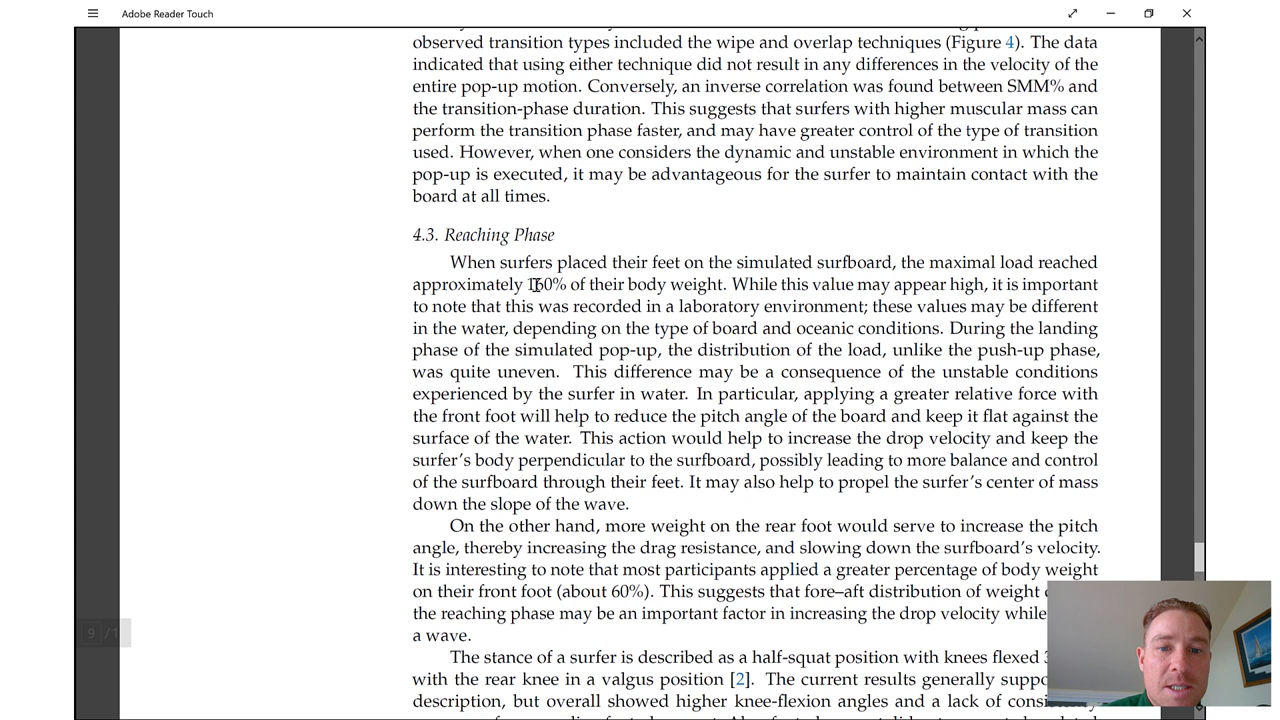 Adobe Reader Touch
observed transition types included the wipe and overlap techniques (Figure 4). The data
indicated that using either technique did not result in any differences in the velocity of the
entire pop-up motion. Conversely, an inverse correlation was found between SMM% and
the transition-phase duration. This suggests that surfers with higher muscular mass can
perform the transition phase faster, and may have greater control of the type of transition
used. However, when one considers the dynamic and unstable environment in which the
pop-up is executed, it may be advantageous for the surfer to maintain contact with the
board at all times.
4.3. Reaching Phase
When surfers placed their feet on the simulated surfboard, the maximal load reached
approximately 160% of their body weight. While this value may appear high, it is important
to note that this was recorded in a laboratory environment; these values may be different
in the water, depending on the type of board and oceanic conditions. During the landing
phase of the simulated pop-up, the distribution of the load, unlike the push-up phase,
was quite uneven. This difference may be a consequence of the unstable conditions
experienced by the surfer in water. In particular, applying a greater relative force with
the front foot will help to reduce the pitch angle of the board and keep it flat against the
surface of the water. This action would help to increase the drop velocity and keep the
surfer's body perpendicular to the surfboard, possibly leading to more balance and control
of the surfboard through their feet. It may also help to propel the surfer's center of mass
down the slope of the wave.
On the other hand, more weight on the rear foot would serve to increase the pitch
angle, thereby increasing the drag resistance, and slowing down the surfboard's velocity.
It is interesting to note that most participants applied a greater percentage of body weight
on their front foot (about 60%). This suggests that fore–aft distribution of weight
the reaching phase may be an important factor in increasing the drop velocity while
a wave.
9 / 1
The stance of a surfer is described as a half-squat position with knees flexed
with the rear knee in a valgus position [2]. The current results generally
description, but overall showed higher knee-flexion angles and a lack of